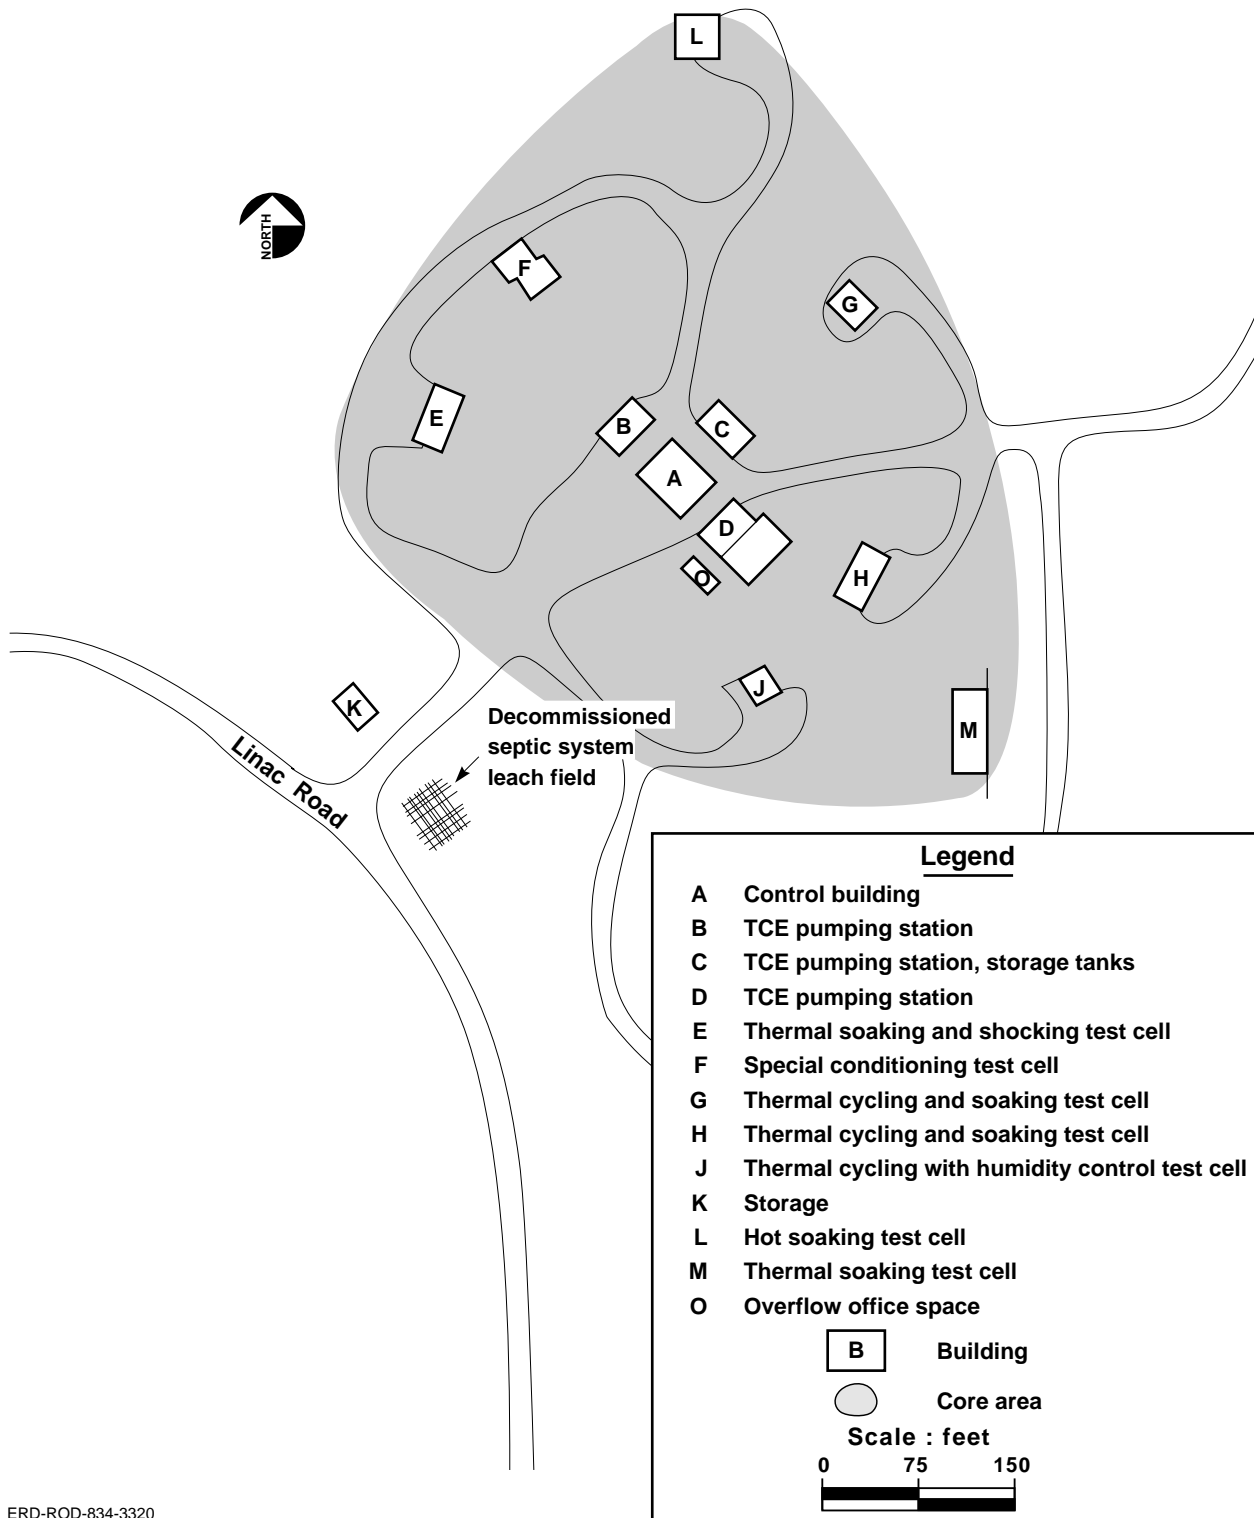 L
NORTH
F
G
E
B
C
A
D
O
H
J
K
M
Decommissioned
septic system
leach field
Linac Road
Legend
A Control building
B TCE pumping station
C TCE pumping station, storage tanks
D TCE pumping station
E Thermal soaking and shocking test cell
F Special conditioning test cell
G Thermal cycling and soaking test cell
H Thermal cycling and soaking test cell
J Thermal cycling with humidity control test cell
K Storage
L Hot soaking test cell
M Thermal soaking test cell
O Overflow office space
B Building
Core area
Scale : feet
0 75 150
ERD-ROD-834-3320